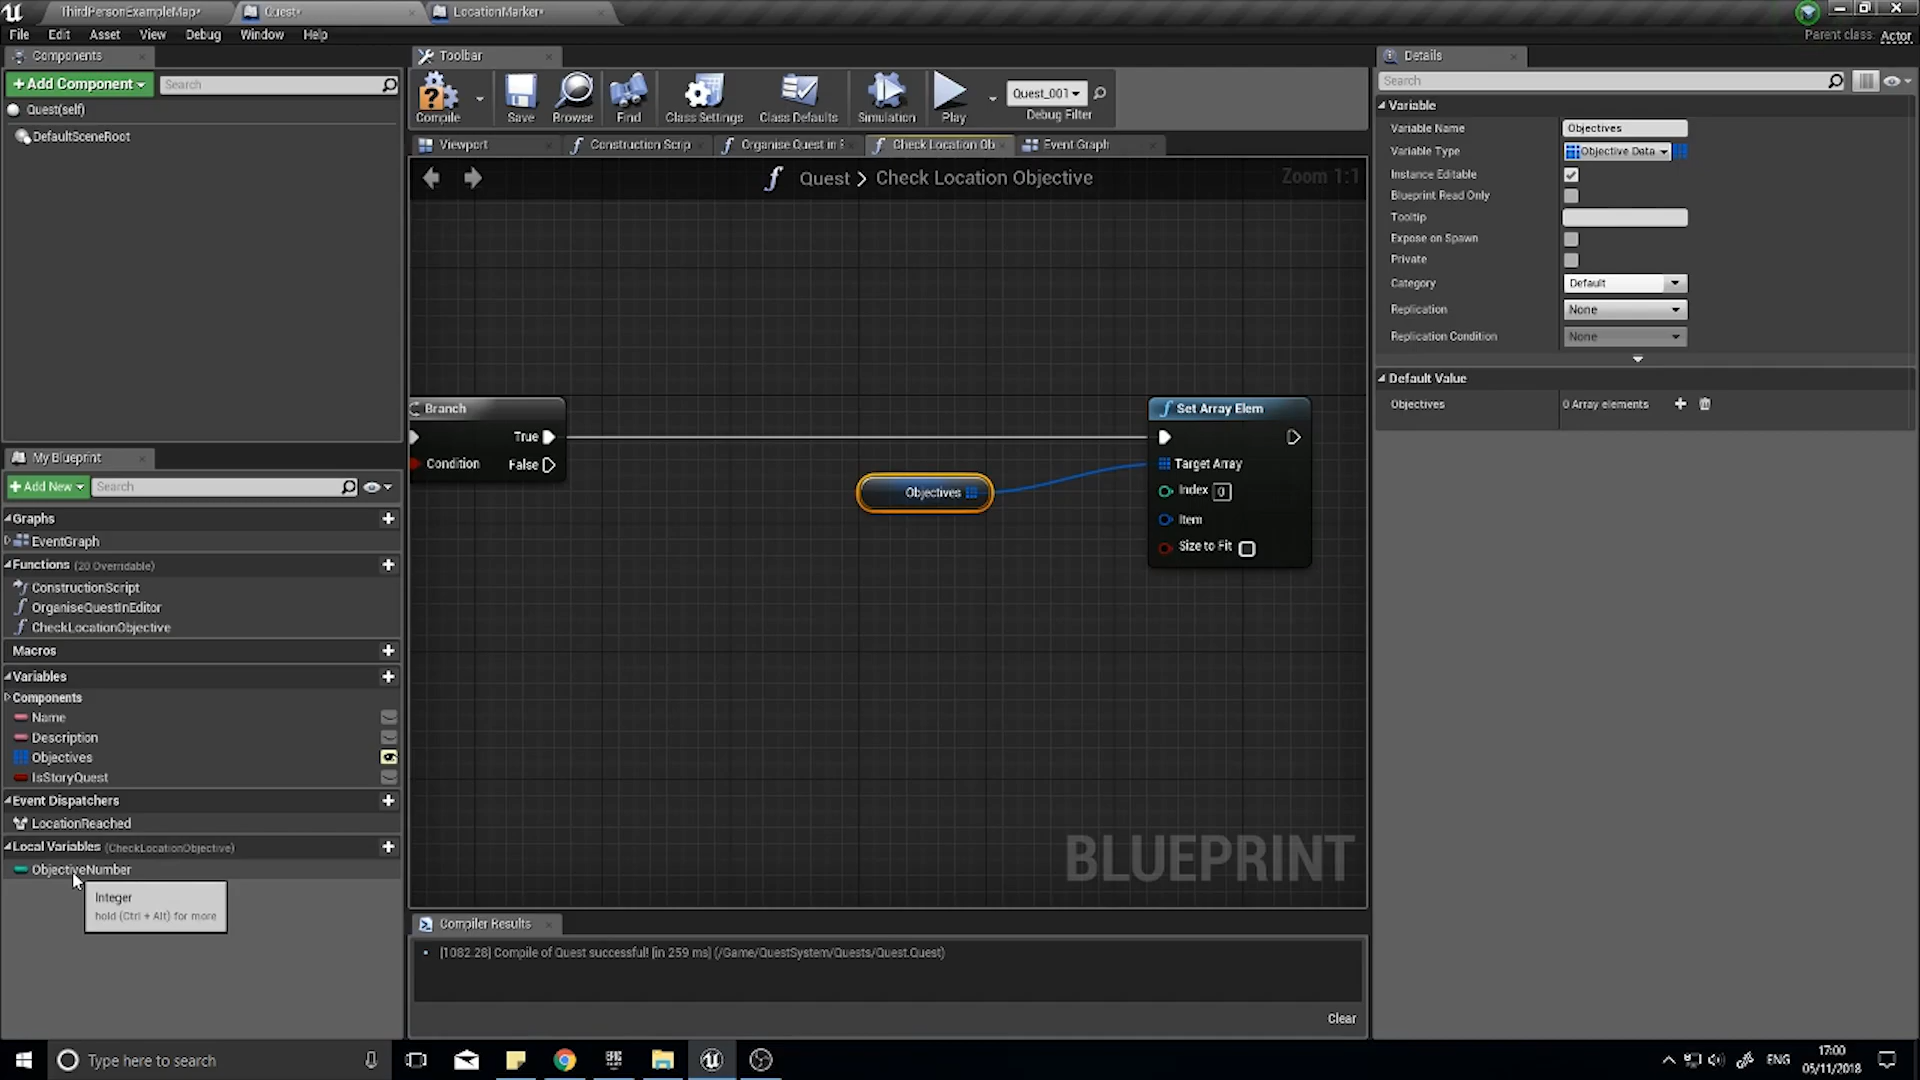 ThirdPersonExampleMap*
Quest*
LocationMarker*
File Edit Asset View Debug Window Help
Parent class: Actor
Components
+Add Component
Search
Quest(self)
DefaultSceneRoot
Toolbar
Compile
Save
Browse
Find
Class Settings
Class Defaults
Simulation
Play
Quest_001
Debug Filter
Viewport
Construction Scrip
Organise Quest in E
Check Location Ob
Event Graph
Quest > Check Location Objective
Zoom 1:1
Branch
True
Condition
False
Objectives
Set Array Elem
Target Array
Index 0
Item
Size to Fit
BLUEPRINT
My Blueprint
+Add New
Search
Graphs
EventGraph
Functions (20 Overridable)
ConstructionScript
OrganiseQuestInEditor
CheckLocationObjective
Macros
Variables
Components
Name
Description
Objectives
IsStoryQuest
Event Dispatchers
LocationReached
Local Variables (CheckLocationObjective)
ObjectiveNumber
Integer
hold (Ctrl + Alt) for more
Compiler Results
[1082.28] Compile of Quest successful! [in 259 ms] (/Game/QuestSystem/Quests/Quest.Quest)
Clear
Details
Search
Variable
Variable Name Objectives
Variable Type Objective Data
Instance Editable
Blueprint Read Only
Tooltip
Expose on Spawn
Private
Category Default
Replication None
Replication Condition None
Default Value
Objectives 0 Array elements
Type here to search
ENG
17:00
05/11/2018